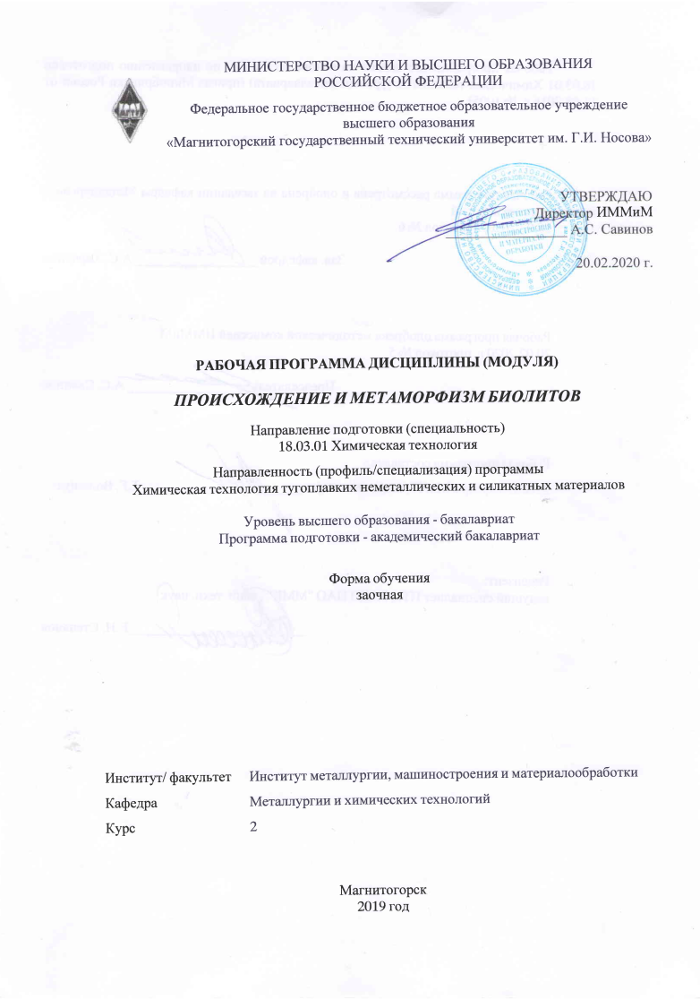 МИНИСТЕРСТВО НАУКИ И ВЫСШЕГО ОБРАЗОВАНИЯ
РОССИЙСКОЙ ФЕДЕРАЦИИ
Федеральное государственное бюджетное образовательное учреждение
высшего образования
«Магнитогорский государственный технический университет им. Г.И. Носова»
УТВЕРЖДАЮ
Директор ИММиМ
А.С. Савинов
20.02.2020 г.
ИНСТИТУТ
МАШИНОСТРОЕНИЯ
РАБОЧАЯ ПРОГРАММА ДИСЦИПЛИНЫ (МОДУЛЯ)
ПРОИСХОЖДЕНИЕ И МЕТАМОРФИЗМ БИОЛИТОВ
Направление подготовки (специальность)
18.03.01 Химическая технология
Направленность (профиль/специализация) программы
Химическая технология тугоплавких неметаллических и силикатных материалов
Уровень высшего образования - бакалавриат
Программа подготовки - академический бакалавриат
Форма обучения
заочная
Институт/ факультет Институт металлургии, машиностроения и материалообработки
Кафедра Металлургии и химических технологий
Курс 2
Магнитогорск
2019 год